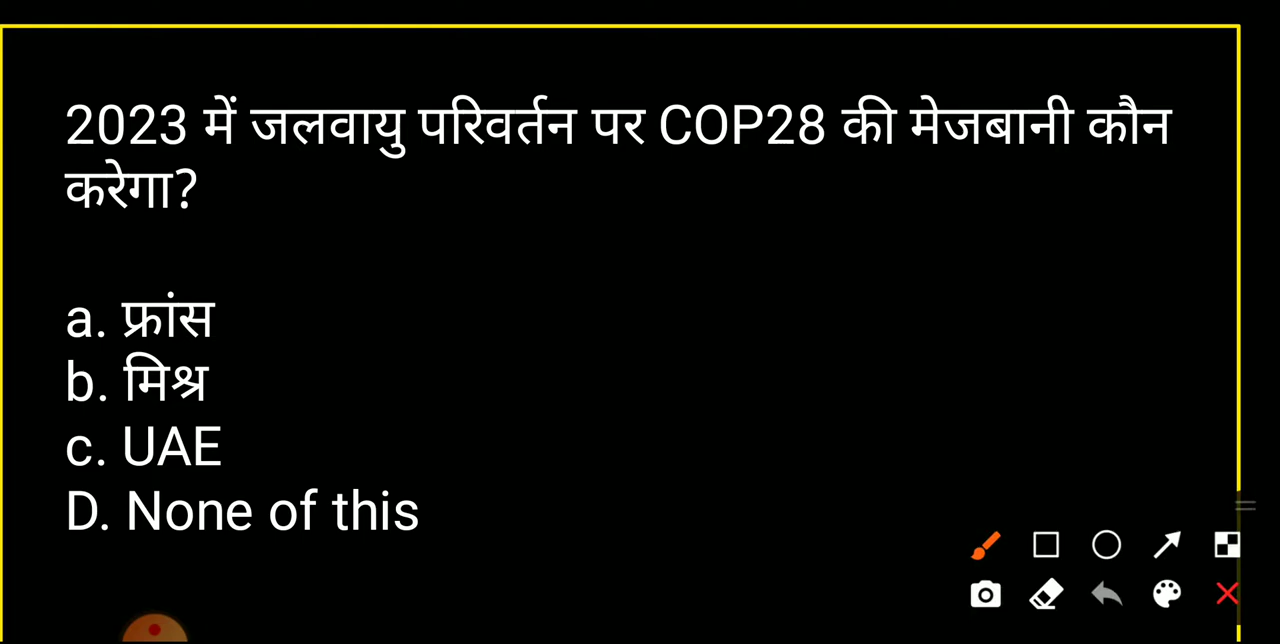 2023 में जलवायु परिवर्तन पर COP28 की मेजबानी कौन
करेगा?
a. फ्रांस
b. मिश्र
c. UAE
D. None of this